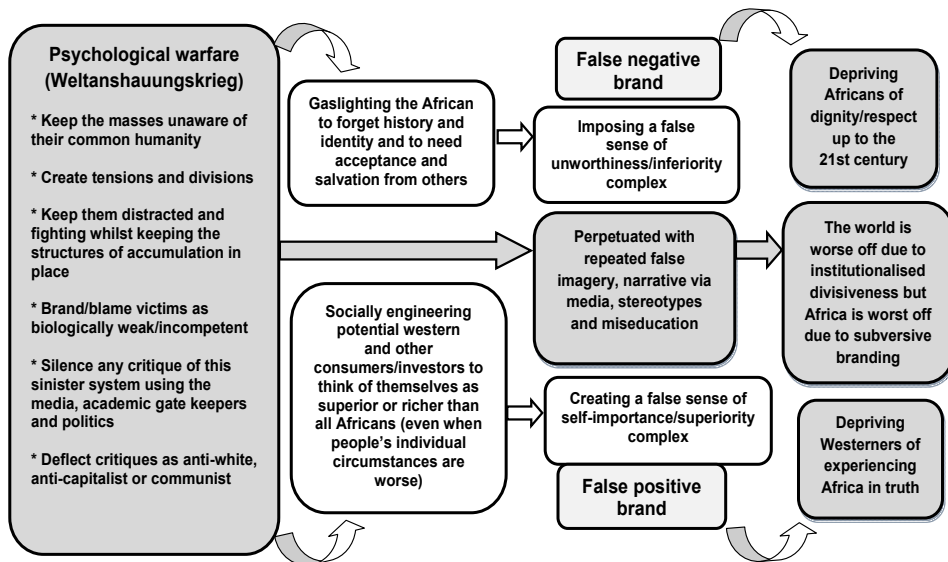 Psychological warfare
(Weltanshauungskrieg)
* Keep the masses unaware of
their common humanity
* Create tensions and divisions
* Keep them distracted and
fighting whilst keeping the
structures of accumulation in
place
* Brand/blame victims as
biologically weak/incompetent
* Silence any critique of this
sinister system using the
media, academic gate keepers
and politics
* Deflect critiques as anti-white,
anti-capitalist or communist
Gaslighting the African
to forget history and
identity and to need
acceptance and
salvation from others
False negative
brand
Imposing a false
sense of
unworthiness/inferiority
complex
Depriving
Africans of
dignity/respect
up to the
21st century
Perpetuated with
repeated false
imagery, narrative via
media, stereotypes
and miseducation
The world is
worse off due to
institutionalised
divisiveness but
Africa is worst off
due to subversive
branding
Socially engineering
potential western
and other
consumers/investors to
think of themselves as
superior or richer than
all Africans (even when
people’s individual
circumstances are
worse)
Creating a false sense of
self-importance/superiority
complex
False positive
brand
Depriving
Westerners of
experiencing
Africa in truth